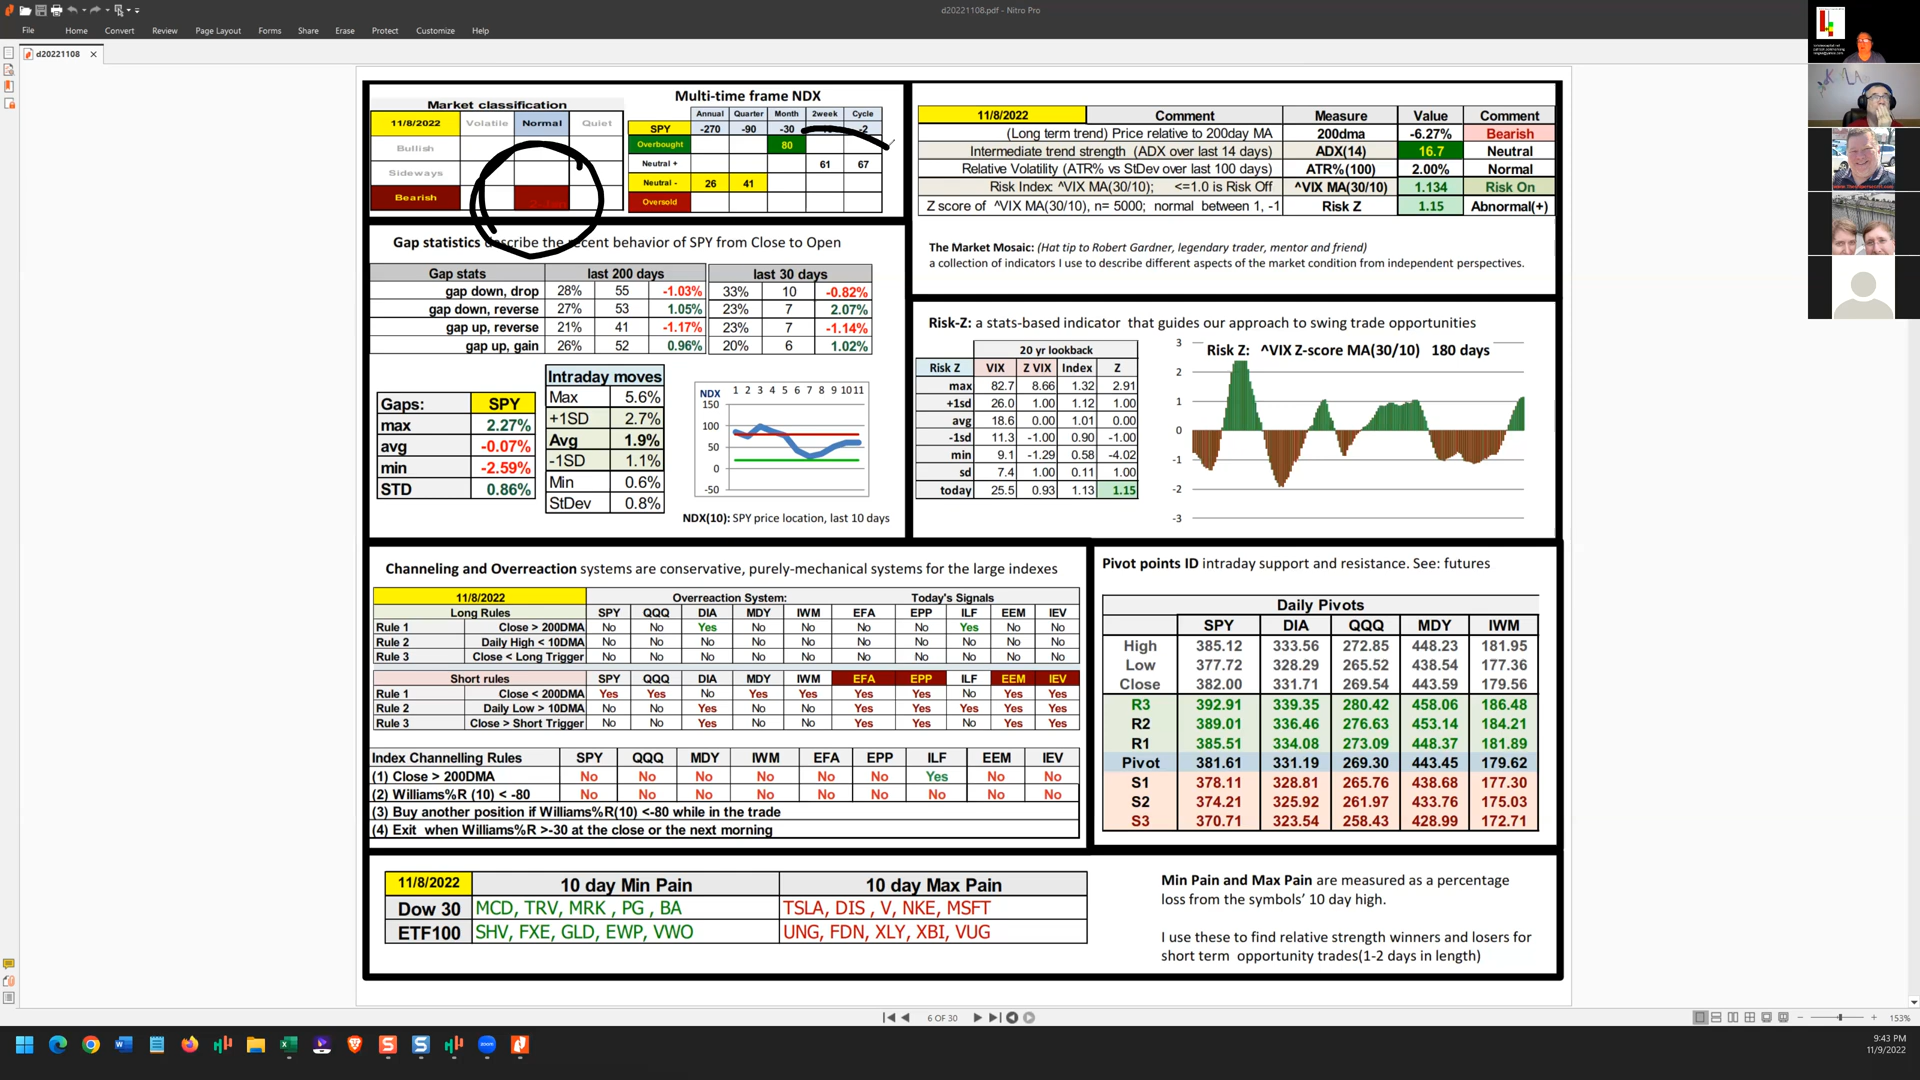 d20221108.pdf - Nitro Pro
File Home Convert Review Page Layout Forms Share Erase Protect Customize Help
d20221108
Market classification
11/8/2022 Volatile Normal Quiet
Bullish
Sideways
Bearish
Multi-time frame NDX
Annual Quarter Month 2week Cycle
SPY -270 -90 -30 -2
Overbought 80
Neutral + 61 67
Neutral - 26 41
Oversold
11/8/2022 Comment Measure Value Comment
(Long term trend) Price relative to 200day MA 200dma -6.27% Bearish
Intermediate trend strength (ADX over last 14 days) ADX(14) 16.7 Neutral
Relative Volatility (ATR% vs StDev over last 100 days) ATR%(100) 2.00% Normal
Risk Index: ^VIX MA(30/10); <=1.0 is Risk Off ^VIX MA(30/10) 1.134 Risk On
Z score of ^VIX MA(30/10), n= 5000; normal between 1, -1 Risk Z 1.15 Abnormal(+)
The Market Mosaic: (Hat tip to Robert Gardner, legendary trader, mentor and friend)
a collection of indicators I use to describe different aspects of the market condition from independent perspectives.
Gap statistics describe the recent behavior of SPY from Close to Open
Gap stats last 200 days last 30 days
gap down, drop 28% 55 -1.03% 33% 10 -0.82%
gap down, reverse 27% 53 1.05% 23% 7 2.07%
gap up, reverse 21% 41 -1.17% 23% 7 -1.14%
gap up, gain 26% 52 0.96% 20% 6 1.02%
Gaps: SPY
max 2.27%
avg -0.07%
min -2.59%
STD 0.86%
Intraday moves
Max 5.6%
+1SD 2.7%
Avg 1.9%
-1SD 1.1%
Min 0.6%
StDev 0.8%
NDX 1 2 3 4 5 6 7 8 9 10 11
150
100
50
0
-50
NDX(10): SPY price location, last 10 days
Risk-Z: a stats-based indicator that guides our approach to swing trade opportunities
20 yr lookback
Risk Z VIX Z VIX Index Z
max 82.7 8.66 1.32 2.91
+1sd 26.0 1.00 1.12 1.00
avg 18.6 0.00 1.01 0.00
-1sd 11.3 -1.00 0.90 -1.00
min 9.1 -1.29 0.58 -4.02
sd 7.4 1.00 0.11 1.00
today 25.5 0.93 1.13 1.15
Risk Z: ^VIX Z-score MA(30/10) 180 days
3
2
1
0
-1
-2
-3
Channeling and Overreaction systems are conservative, purely-mechanical systems for the large indexes
11/8/2022 Overreaction System: Today's Signals
Long Rules SPY QQQ DIA MDY IWM EFA EPP ILF EEM IEV
Rule 1 Close > 200DMA No No Yes No No No No Yes No No
Rule 2 Daily High < 10DMA No No No No No No No No No No
Rule 3 Close < Long Trigger No No No No No No No No No No
Short rules SPY QQQ DIA MDY IWM EFA EPP ILF EEM IEV
Rule 1 Close < 200DMA Yes Yes No Yes Yes Yes Yes No Yes Yes
Rule 2 Daily Low > 10DMA No No Yes No No Yes Yes Yes Yes Yes
Rule 3 Close > Short Trigger No No Yes No No Yes Yes No Yes Yes
Index Channelling Rules SPY QQQ MDY IWM EFA EPP ILF EEM IEV
(1) Close > 200DMA No No No No No No Yes No No
(2) Williams%R (10) < -80 No No No No No No No No No
(3) Buy another position if Williams%R(10) <-80 while in the trade
(4) Exit when Williams%R >-30 at the close or the next morning
Pivot points ID intraday support and resistance. See: futures
Daily Pivots
SPY DIA QQQ MDY IWM
High 385.12 333.56 272.85 448.23 181.95
Low 377.72 328.29 265.52 438.54 177.36
Close 382.00 331.71 269.54 443.59 179.56
R3 392.91 339.35 280.42 458.06 186.48
R2 389.01 336.46 276.63 453.14 184.21
R1 385.51 334.08 273.09 448.37 181.89
Pivot 381.61 331.19 269.30 443.45 179.62
S1 378.11 328.81 265.76 438.68 177.30
S2 374.21 325.92 261.97 433.76 175.03
S3 370.71 323.54 258.43 428.99 172.71
11/8/2022 10 day Min Pain 10 day Max Pain
Dow 30 MCD, TRV, MRK , PG , BA TSLA, DIS , V, NKE, MSFT
ETF100 SHV, FXE, GLD, EWP, VWO UNG, FDN, XLY, XBI, VUG
Min Pain and Max Pain are measured as a percentage
loss from the symbols' 10 day high.
I use these to find relative strength winners and losers for
short term opportunity trades(1-2 days in length)
6 OF 30
153%
9:43 PM
11/9/2022